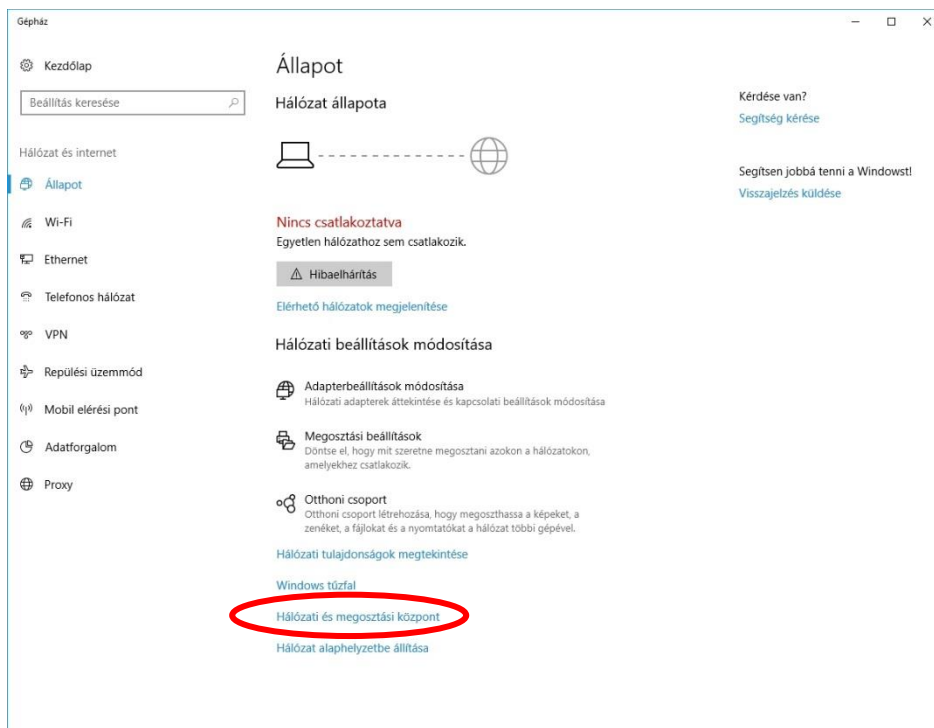 Gépház
Kezdőlap
Beállítás keresése
Hálózat és internet
Állapot
Wi-Fi
Ethernet
Telefonos hálózat
VPN
Repülési üzemmód
Mobil elérési pont
Adatforgalom
Proxy
Állapot
Hálózat állapota
Nincs csatlakoztatva
Egyetlen hálózathoz sem csatlakozik.
Hibaelhárítás
Elérhető hálózatok megjelenítése
Hálózati beállítások módosítása
Adapterbeállítások módosítása
Hálózati adapterek áttekintése és kapcsolati beállítások módosítása
Megosztási beállítások
Döntse el, hogy mit szeretne megosztani azokon a hálózatokon,
amelyekhez csatlakozik.
Otthoni csoport
Otthoni csoport létrehozása, hogy megoszthassa a képeket, a
zenéket, a fájlokat és a nyomtatókat a hálózat többi gépével.
Hálózati tulajdonságok megtekintése
Windows tűzfal
Hálózati és megosztási központ
Hálózat alaphelyzetbe állítása
Kérdése van?
Segítség kérése
Segítsen jobbá tenni a Windowst!
Visszajelzés küldése